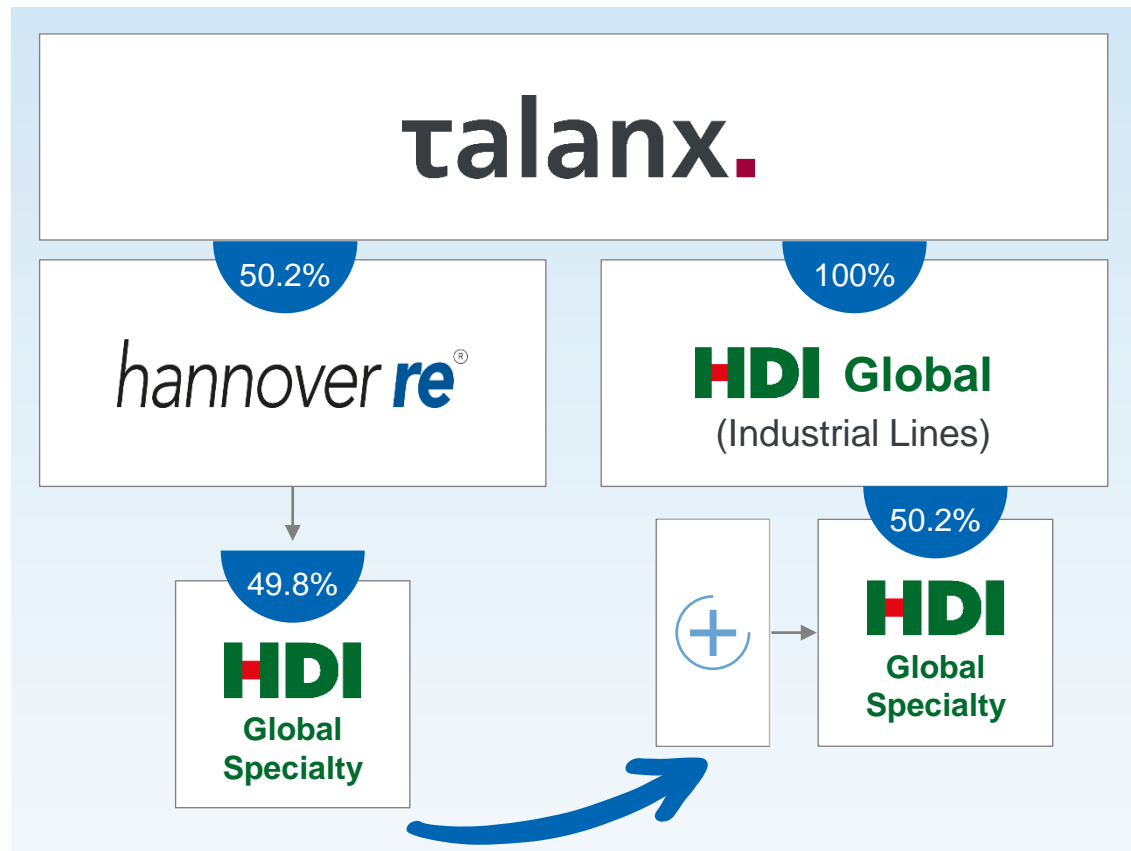 τalanx.
50.2%
100%
hannover re®
HDI Global
(Industrial Lines)
50.2%
49.8%
HDI
Global
Specialty
HDI
Global
Specialty